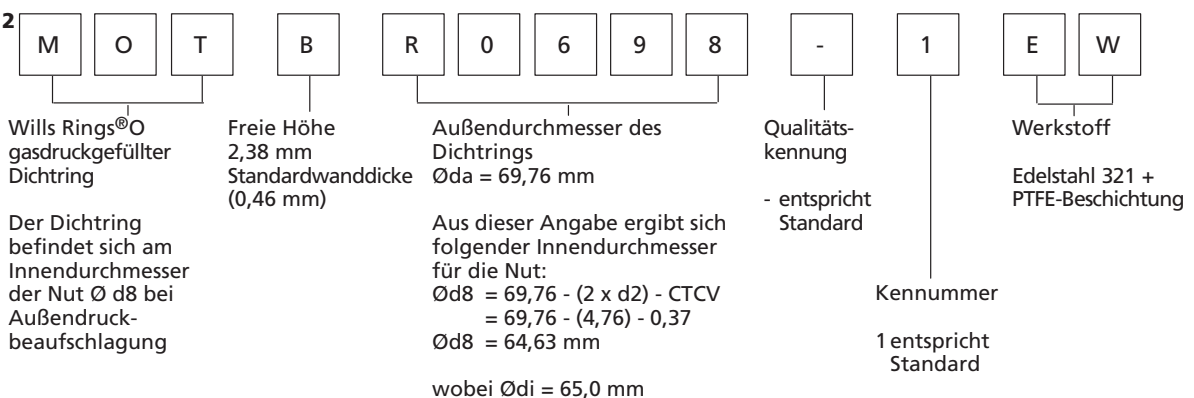 2
M O T B R 0 6 9 8 - 1 E W
Wills Rings®O
gasdruckgefüllter
Dichtring
Der Dichtring
befindet sich am
Innendurchmesser
der Nut Ø d8 bei
Außendruck-
beaufschlagung
Freie Höhe
2,38 mm
Standardwanddicke
(0,46 mm)
Außendurchmesser des
Dichtrings
Øda = 69,76 mm
Aus dieser Angabe ergibt sich
folgender Innendurchmesser
für die Nut:
Ød8 = 69,76 - (2 x d2) - CTCV
= 69,76 - (4,76) - 0,37
Ød8 = 64,63 mm
wobei Ødi = 65,0 mm
Qualitäts-
kennung
- entspricht
Standard
Kennummer
1 entspricht
Standard
Werkstoff
Edelstahl 321 +
PTFE-Beschichtung